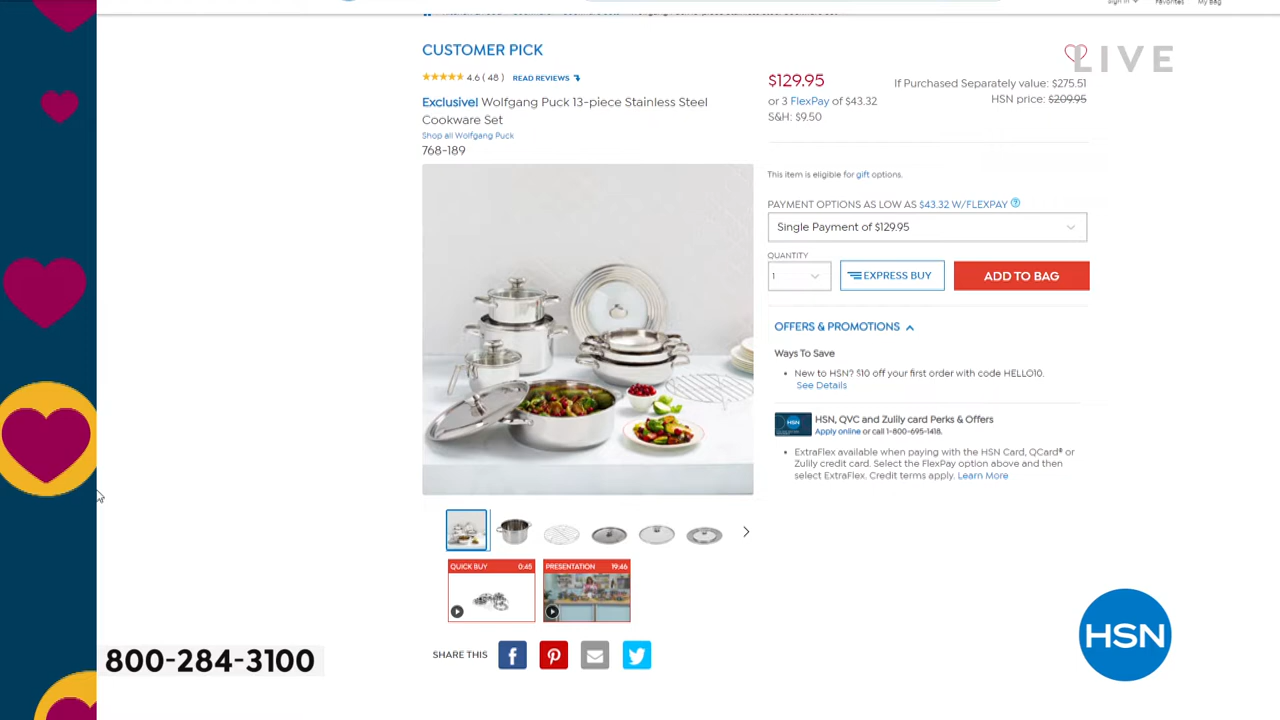 Sign In
Favorites
My Bag
CUSTOMER PICK
LIVE
4.6 (48) READ REVIEWS
Exclusive! Wolfgang Puck 13-piece Stainless Steel
Cookware Set
Shop all Wolfgang Puck
768-189
$129.95
or 3 FlexPay of $43.32
S&H: $9.50
If Purchased Separately value: $275.51
HSN price: $209.95
This item is eligible for gift options.
PAYMENT OPTIONS AS LOW AS $43.32 W/FLEXPAY ?
Single Payment of $129.95
QUANTITY
1
EXPRESS BUY
ADD TO BAG
OFFERS & PROMOTIONS
Ways To Save
• New to HSN? $10 off your first order with code HELLO10.
See Details
HSN
HSN, QVC and Zulily card Perks & Offers
Apply online or call 1-800-695-1418.
• ExtraFlex available when paying with the HSN Card, QCard® or
Zulily credit card. Select the FlexPay option above and then
select ExtraFlex. Credit terms apply. Learn More
QUICK BUY 0:45
PRESENTATION 19:46
SHARE THIS
HSN
800-284-3100